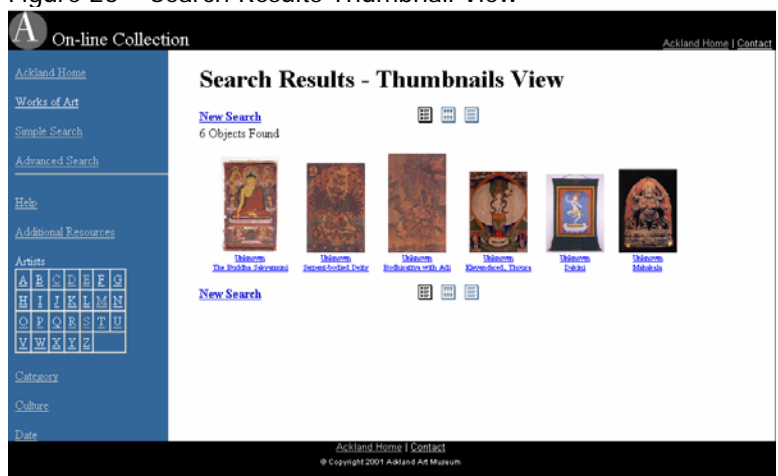 Figure 23 – Search Results Thumbnail View
A On-line Collection
Ackland Home | Contact
Ackland Home
Works of Art
Simple Search
Advanced Search
Help
Additional Resources
Artists
A B C D E F G
H I J K L M N
O P Q R S T U
V W X Y Z
Category
Culture
Date
Search Results - Thumbnails View
New Search
6 Objects Found
Unknown Unknown Unknown Unknown Unknown Unknown
The Buddha Sakyamuni Serpent-bodied Deity Bodhisattva with Adi Eleven-faced, Thousa Dakini Mahakala
New Search
Ackland Home | Contact
© Copyright 2001 Ackland Art Museum